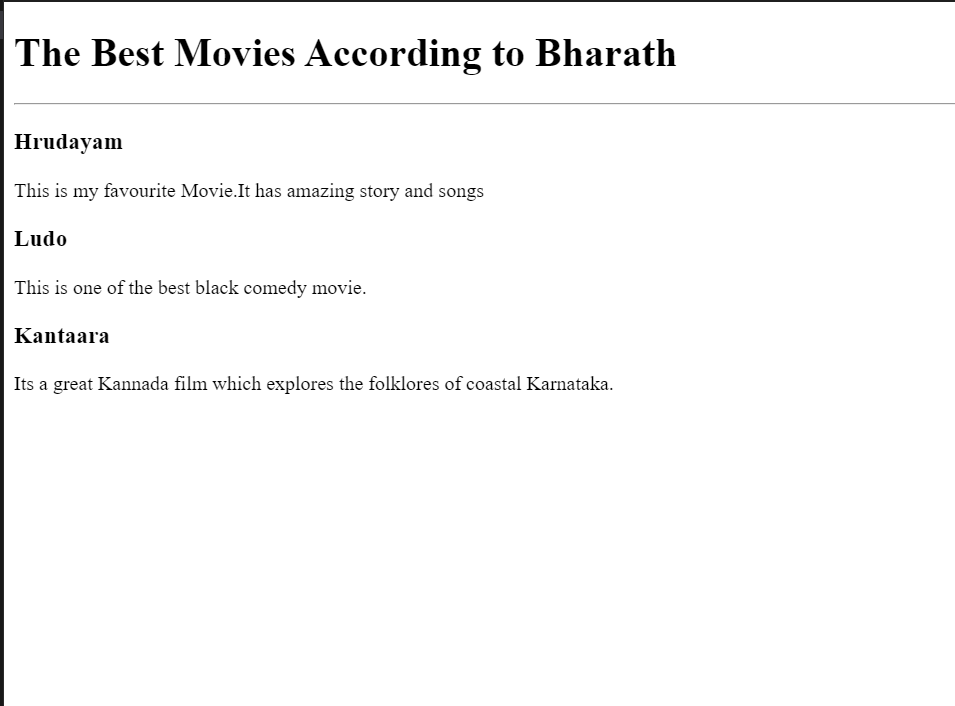 The Best Movies According to Bharath
Hrudayam
This is my favourite Movie.It has amazing story and songs
Ludo
This is one of the best black comedy movie.
Kantaara
Its a great Kannada film which explores the folklores of coastal Karnataka.